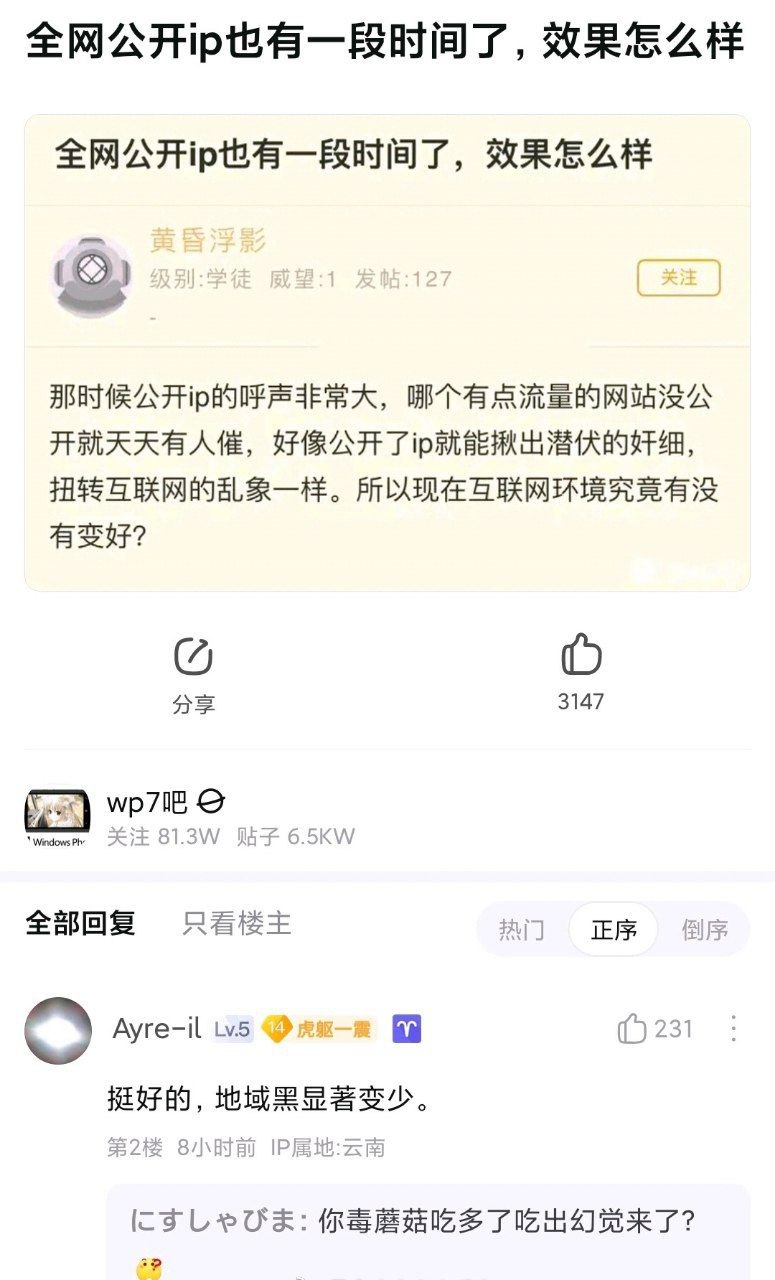 全网公开ip也有一段时间了，效果怎么样
全网公开ip也有一段时间了，效果怎么样
黄昏浮影
级别:学徒 威望:1 发帖:127
关注
-
那时候公开ip的呼声非常大，哪个有点流量的网站没公
开就天天有人催，好像公开了ip就能揪出潜伏的奸细，
扭转互联网的乱象一样。所以现在互联网环境究竟有没
有变好?
分享
3147
wp7吧
关注 81.3W 贴子 6.5KW
Windows Ph
全部回复 只看楼主 热门 正序 倒序
Ayre-il Lv.5 14 虎躯一震 231
挺好的，地域黑显著变少。
第2楼 8小时前 IP属地:云南
にすしゃびま: 你毒蘑菇吃多了吃出幻觉来了?